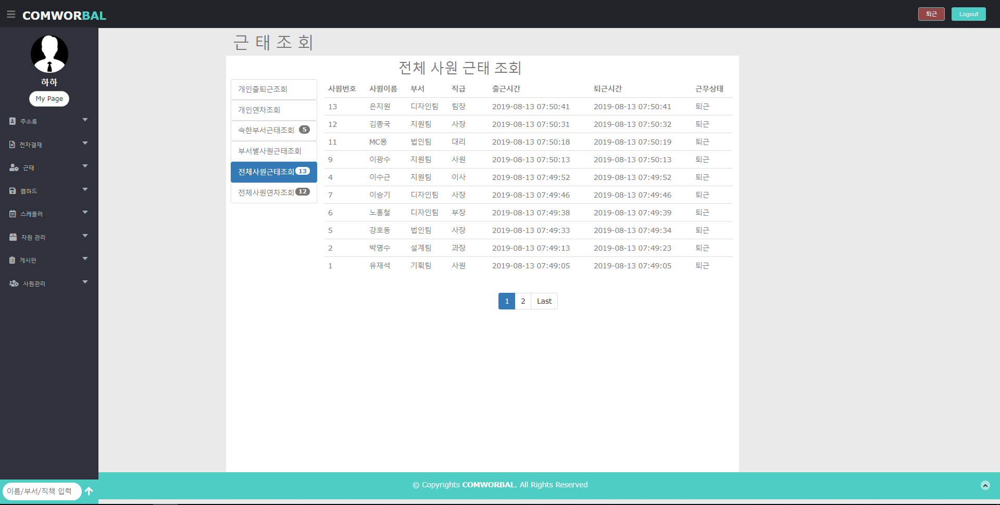 COMWORBAL
퇴근
Logout
하하
My Page
주소록
전자결재
근태
웹하드
스케쥴러
자원 관리
게시판
사원관리
이름/부서/직책 입력
근 태 조 회
전체 사원 근태 조회
개인출퇴근조회
개인연차조회
속한부서근태조회 5
부서별사원근태조회
전체사원근태조회 13
전체사원연차조회 12
사원번호 사원이름 부서 직급 출근시간 퇴근시간 근무상태
13 은지원 디자인팀 팀장 2019-08-13 07:50:41 2019-08-13 07:50:41 퇴근
12 김종국 지원팀 사장 2019-08-13 07:50:31 2019-08-13 07:50:32 퇴근
11 MC몽 법인팀 대리 2019-08-13 07:50:18 2019-08-13 07:50:19 퇴근
9 이광수 지원팀 사원 2019-08-13 07:50:13 2019-08-13 07:50:13 퇴근
4 이수근 지원팀 이사 2019-08-13 07:49:52 2019-08-13 07:49:52 퇴근
7 이승기 디자인팀 사장 2019-08-13 07:49:46 2019-08-13 07:49:46 퇴근
6 노홍철 디자인팀 부장 2019-08-13 07:49:38 2019-08-13 07:49:39 퇴근
5 강호동 법인팀 사장 2019-08-13 07:49:33 2019-08-13 07:49:34 퇴근
2 박명수 설계팀 과장 2019-08-13 07:49:13 2019-08-13 07:49:23 퇴근
1 유재석 기획팀 사원 2019-08-13 07:49:05 2019-08-13 07:49:05 퇴근
1 2 Last
© Copyrights COMWORBAL. All Rights Reserved